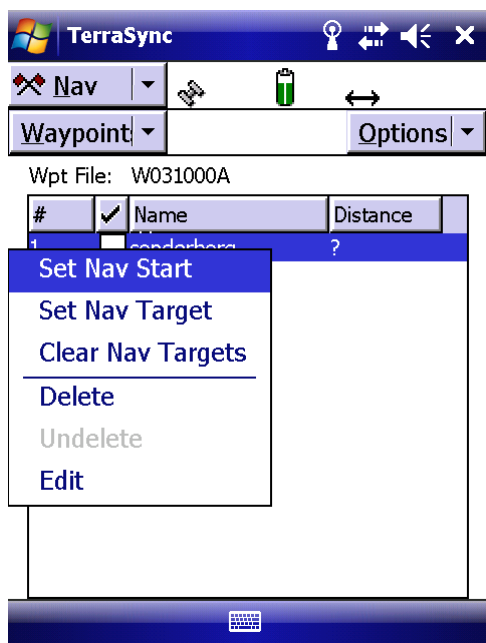 TerraSync
Nav
Waypoint
Options
Wpt File: W031000A
# Name Distance
1 ?
Set Nav Start
Set Nav Target
Clear Nav Targets
Delete
Undelete
Edit